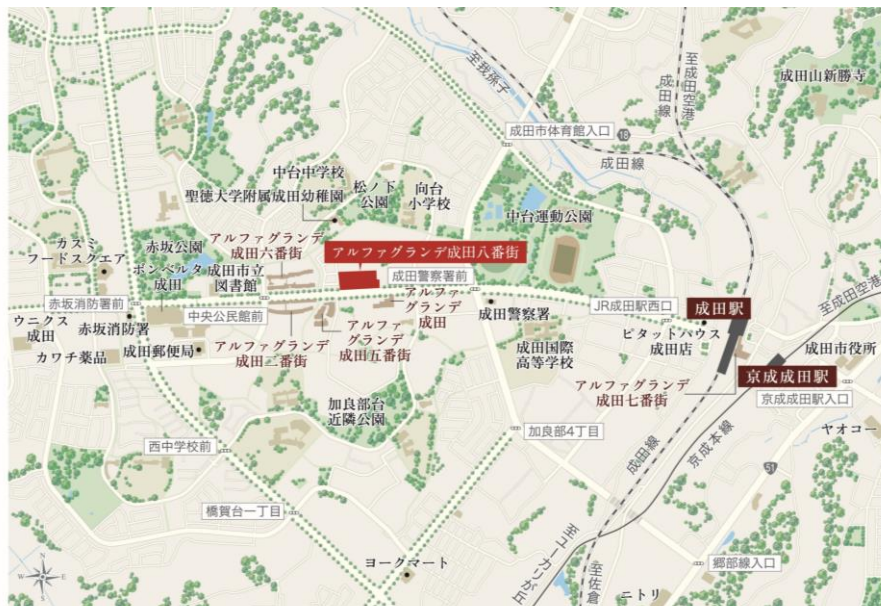 至我孫子
成田線
至成田空港
成田線
成田山新勝寺
成田市体育館入口
18
成田線
中台中学校
聖徳大学附属成田幼稚園
松ノ下
公園
向台
小学校
中台運動公園
カスミ
フードスクエア
赤坂公園
ボンベルタ
成田
成田市立
図書館
アルファグランデ
成田六番街
アルファグランデ成田八番街
成田警察署前
赤坂消防署前
中央公民館前
アルファ
グランデ
成田
成田警察署
JR成田駅西口
成田駅
至成田空港
ウニクス
成田
赤坂消防署
カワチ薬品
成田郵便局
アルファグランデ
成田二番街
アルファ
グランデ
成田五番街
成田国際
高等学校
ピタットハウス
成田店
成田市役所
京成成田駅
アルファグランデ
成田七番街
京成成田駅入口
加良部台
近隣公園
加良部4丁目
ヤオコー
西中学校前
成田線
京成本線
51
橋賀台一丁目
ヨークマート
至ユーカリが丘
至佐倉
郷部線入口
ニトリ
N
W
E
S